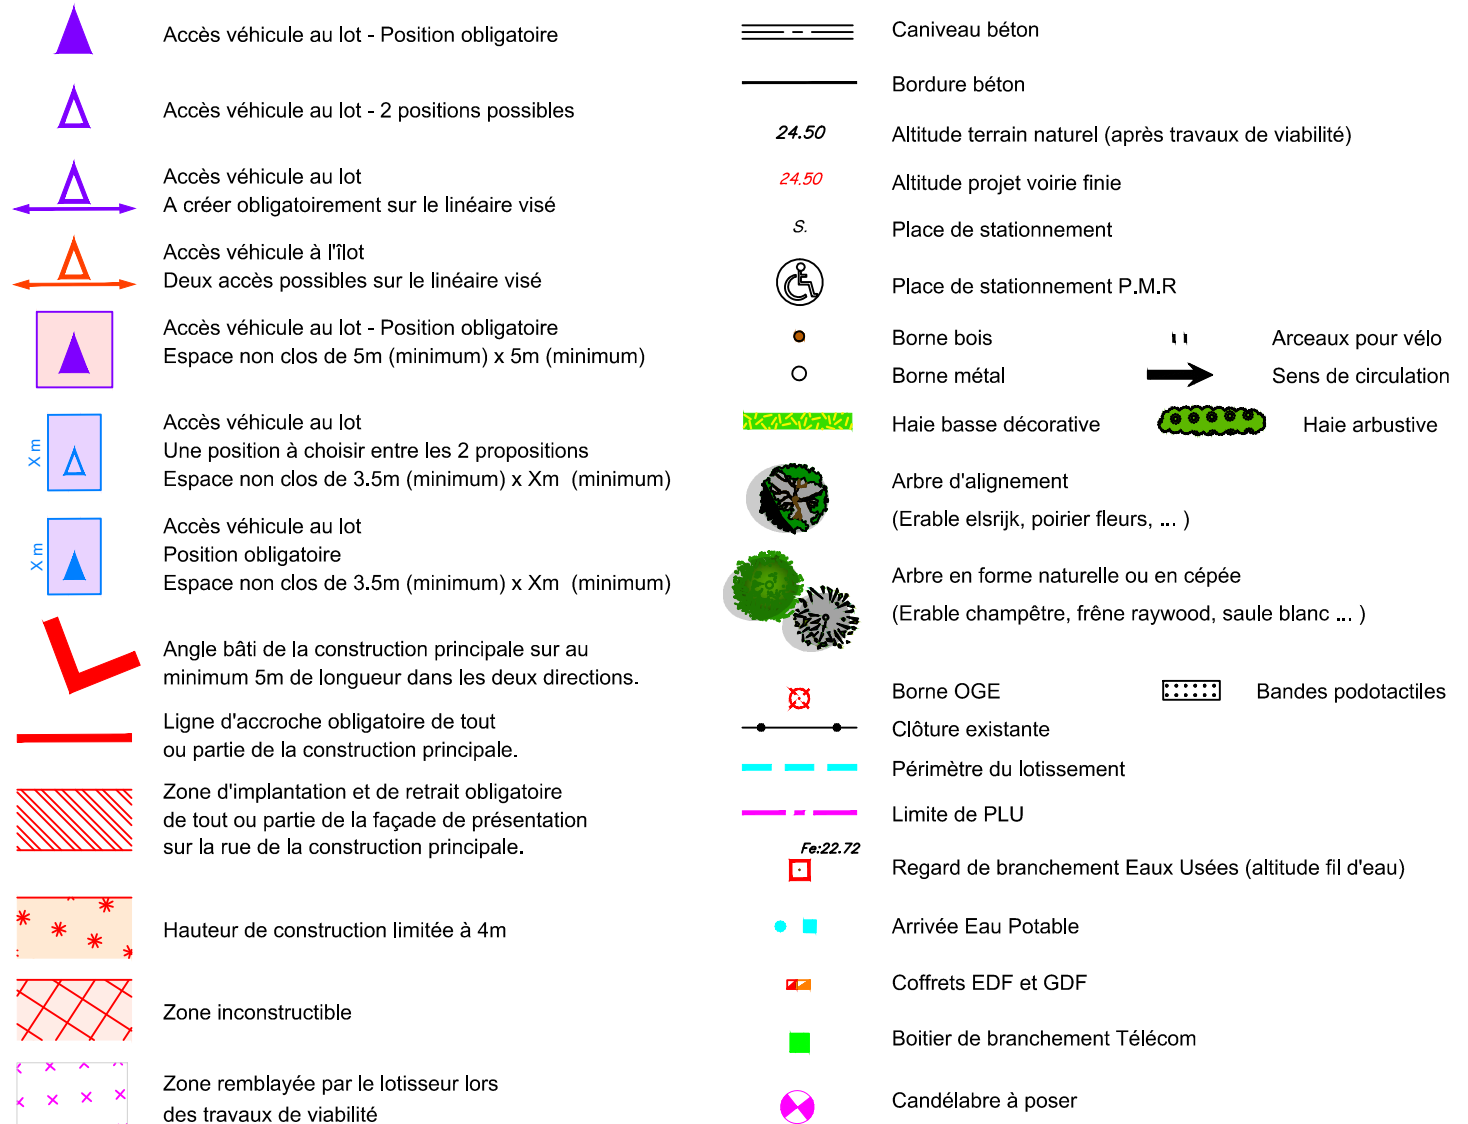 Accès véhicule au lot - Position obligatoire
Accès véhicule au lot - 2 positions possibles
Accès véhicule au lot
A créer obligatoirement sur le linéaire visé
Accès véhicule à l'îlot
Deux accès possibles sur le linéaire visé
Accès véhicule au lot - Position obligatoire
Espace non clos de 5m (minimum) x 5m (minimum)
X m
Accès véhicule au lot
Une position à choisir entre les 2 propositions
Espace non clos de 3.5m (minimum) x Xm (minimum)
X m
Accès véhicule au lot
Position obligatoire
Espace non clos de 3.5m (minimum) x Xm (minimum)
Angle bâti de la construction principale sur au
minimum 5m de longueur dans les deux directions.
Ligne d'accroche obligatoire de tout
ou partie de la construction principale.
Zone d'implantation et de retrait obligatoire
de tout ou partie de la façade de présentation
sur la rue de la construction principale.
Hauteur de construction limitée à 4m
Zone inconstructible
Zone remblayée par le lotisseur lors
des travaux de viabilité
Caniveau béton
Bordure béton
24.50 Altitude terrain naturel (après travaux de viabilité)
24.50 Altitude projet voirie finie
S. Place de stationnement
Place de stationnement P.M.R
Borne bois
Arceaux pour vélo
Borne métal
Sens de circulation
Haie basse décorative
Haie arbustive
Arbre d'alignement
(Erable elsrijk, poirier fleurs, ... )
Arbre en forme naturelle ou en cépée
(Erable champêtre, frêne raywood, saule blanc ... )
Borne OGE
Bandes podotactiles
Clôture existante
Périmètre du lotissement
Limite de PLU
Fe:22.72
Regard de branchement Eaux Usées (altitude fil d'eau)
Arrivée Eau Potable
Coffrets EDF et GDF
Boitier de branchement Télécom
Candélabre à poser